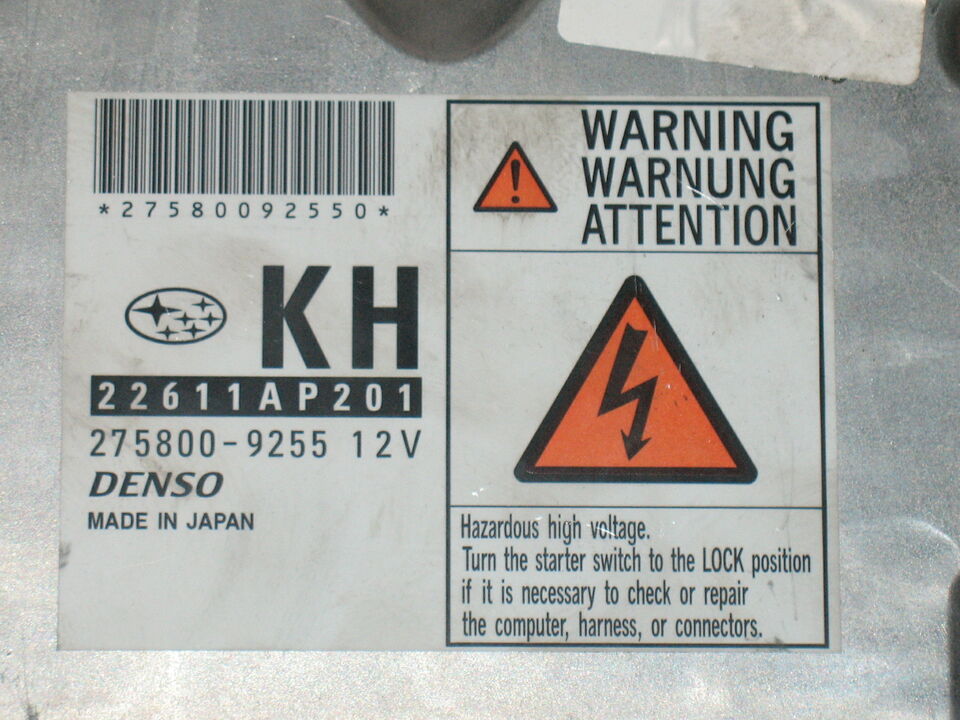 *27580092550*
KH
22611AP201
275800-9255 12V
DENSO
MADE IN JAPAN
WARNING
WARNUNG
ATTENTION
Hazardous high voltage.
Turn the starter switch to the LOCK position
if it is necessary to check or repair
the computer, harness, or connectors.